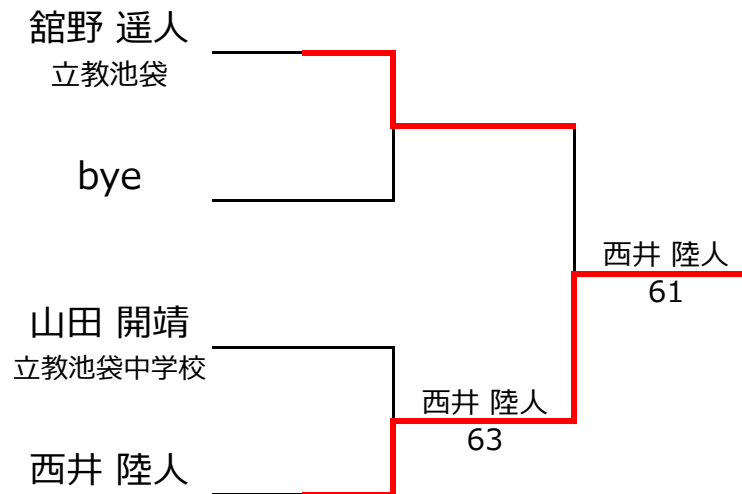 舘野 遥人
立教池袋
bye
西井 陸人
61
山田 開靖
立教池袋中学校
西井 陸人
63
西井 陸人